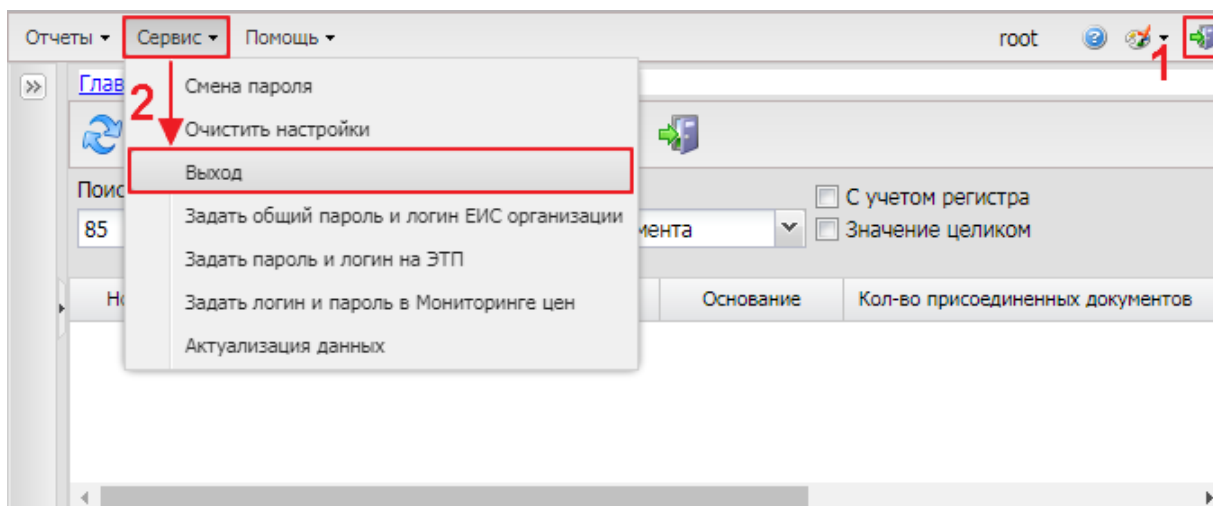 Отчеты Сервис Помощь root
1
2
Смена пароля
Очистить настройки
Выход
Задать общий пароль и логин ЕИС организации
Задать пароль и логин на ЭТП
Задать логин и пароль в Мониторинге цен
Актуализация данных
С учетом регистра
85
Значение целиком
Основание Кол-во присоединенных документов